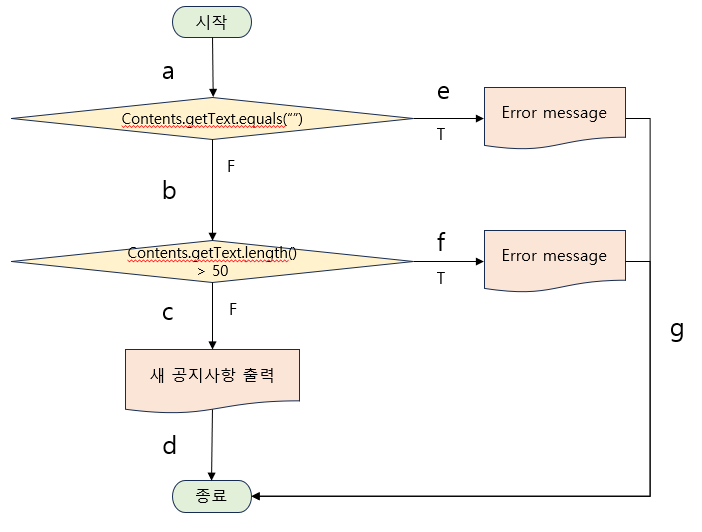 시작
a
e
Contents.getText.equals(“”)
T
Error message
F
b
f
Contents.getText.length()
> 50
T
Error message
c
F
g
새 공지사항 출력
d
종료